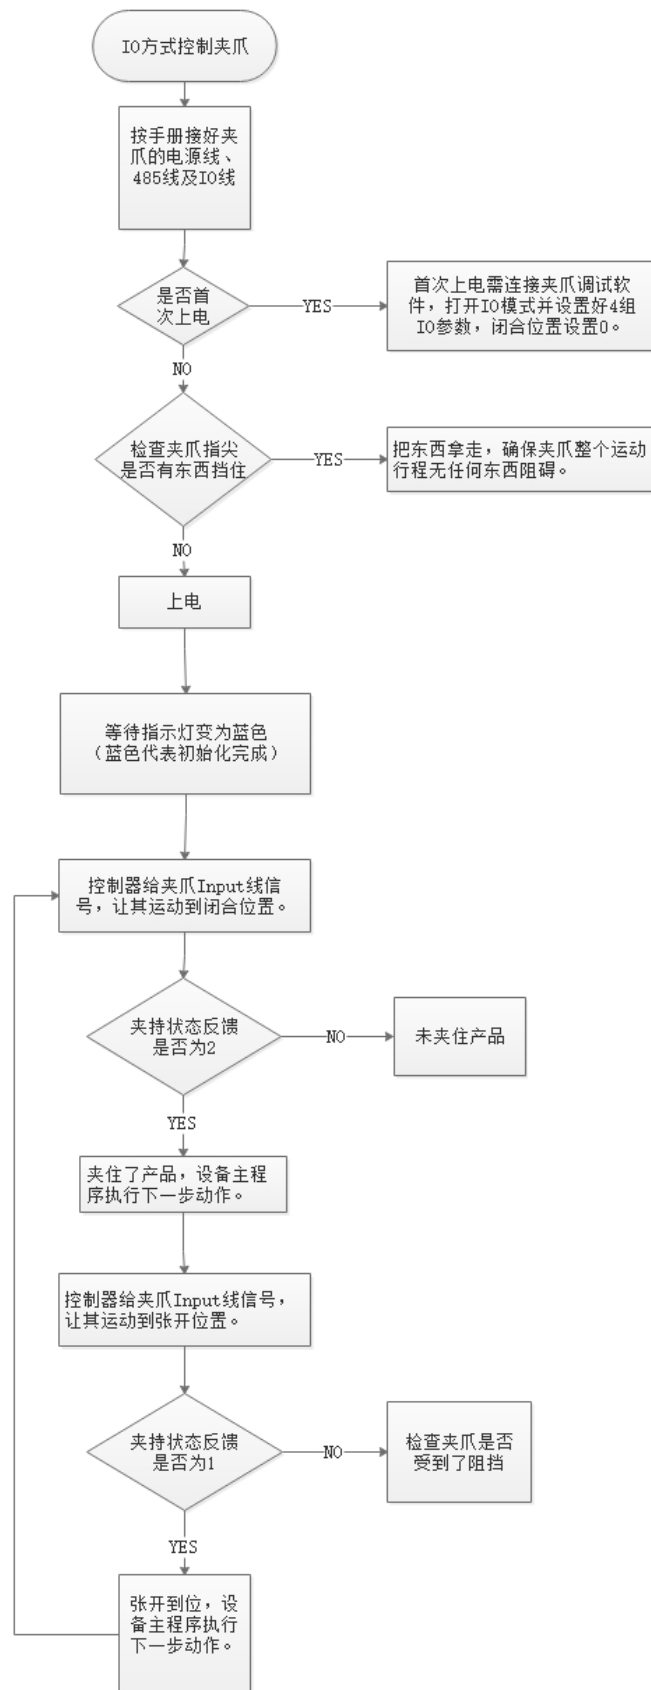 IO方式控制夹爪
按手册接好夹
爪的电源线、
485线及IO线
是否首
次上电
YES
首次上电需连接夹爪调试软
件，打开IO模式并设置好4组
IO参数，闭合位置设置0。
NO
检查夹爪指尖
是否有东西挡住
YES
把东西拿走，确保夹爪整个运动
行程无任何东西阻碍。
NO
上电
等待指示灯变为蓝色
（蓝色代表初始化完成）
控制器给夹爪Input线信
号，让其运动到闭合位置。
夹持状态反馈
是否为2
NO
未夹住产品
YES
夹住了产品，设备主程
序执行下一步动作。
控制器给夹爪Input线信号，
让其运动到张开位置。
夹持状态反馈
是否为1
NO
检查夹爪是否
受到了阻挡
YES
张开到位，设
备主程序执行
下一步动作。